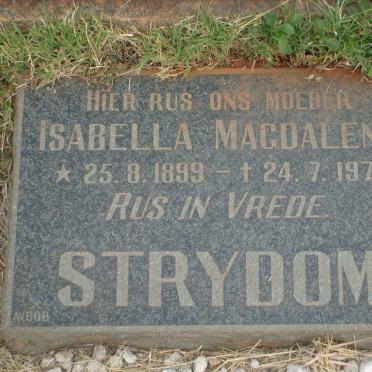 HIER RUS ONS MOEDER
ISABELLA MAGDALEN
★ 25.8.1899 – † 24.7.197
RUS IN VREDE.
STRYDOM
AVBOB